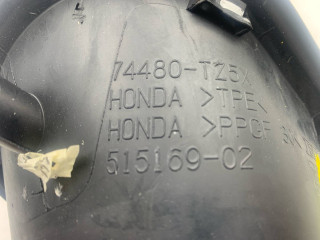 74480-TZ5
HONDA >TPE<
HONDA >PPGF
515169-02